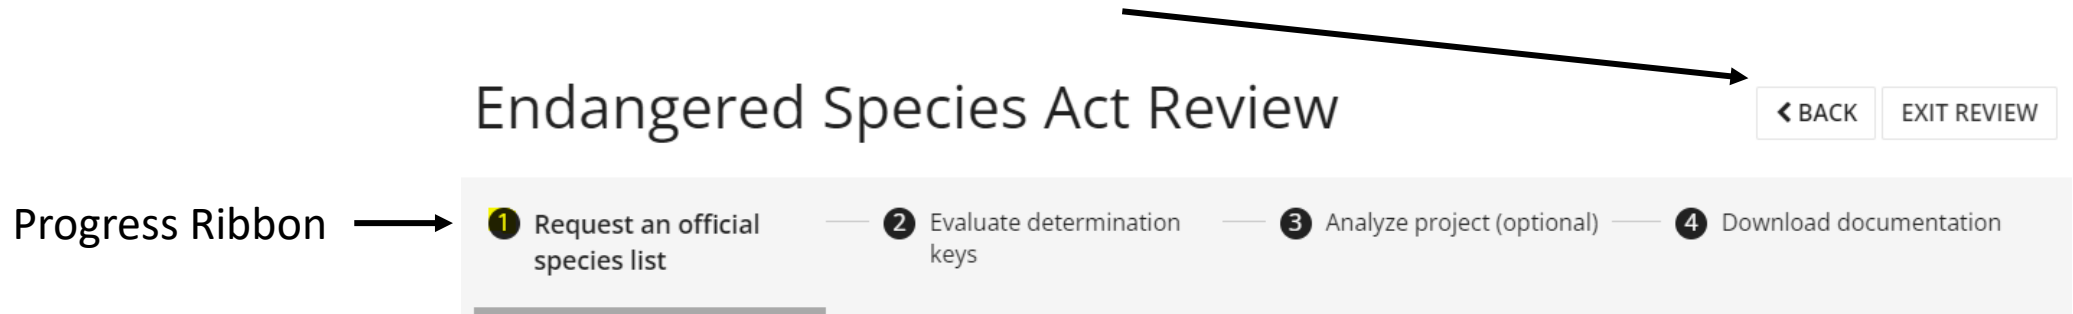 Endangered Species Act Review
BACK
EXIT REVIEW
Progress Ribbon
1 Request an official
species list
2 Evaluate determination
keys
3 Analyze project (optional)
4 Download documentation